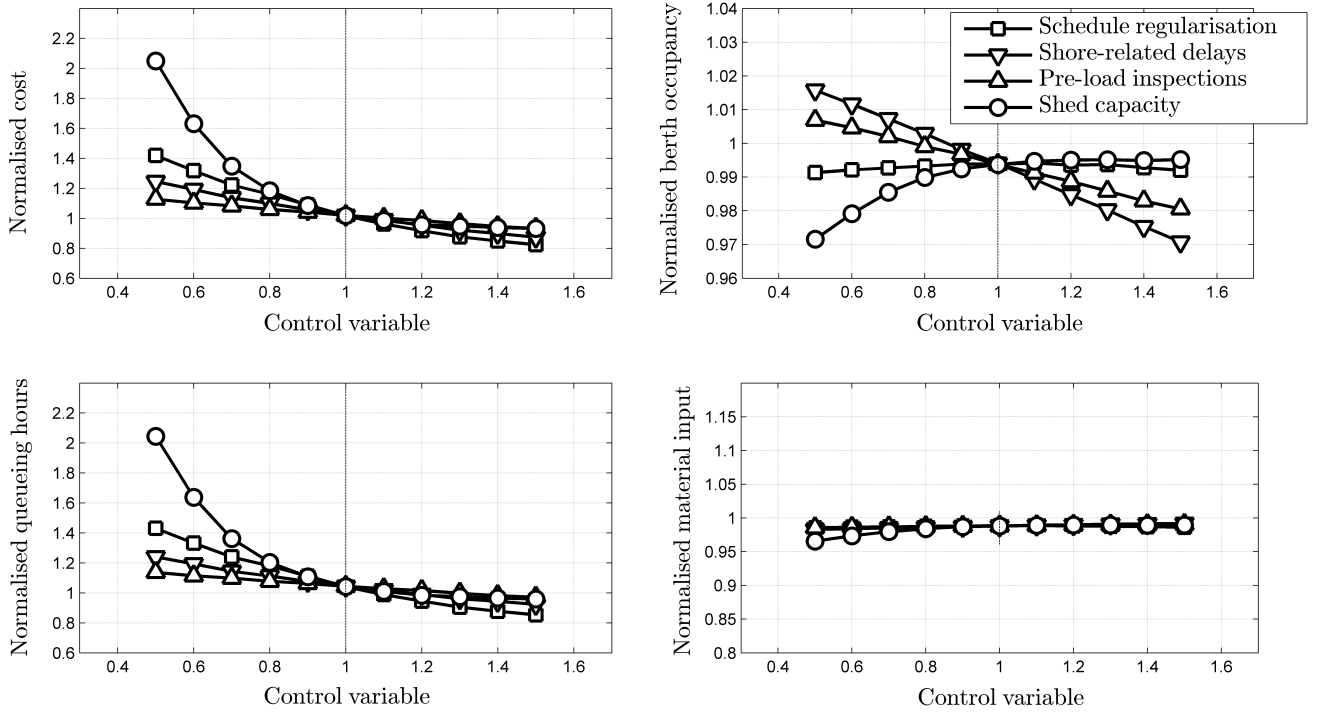 Normalised cost
2.2
2
1.8
1.6
1.4
1.2
1
0.8
0.6
0.4 0.6 0.8 1 1.2 1.4 1.6
Control variable
Normalised berth occupancy
1.04
1.03
1.02
1.01
1
0.99
0.98
0.97
0.96
0.4 0.6 0.8 1 1.2 1.4 1.6
Control variable
Schedule regularisation
Shore-related delays
Pre-load inspections
Shed capacity
Normalised queueing hours
2.2
2
1.8
1.6
1.4
1.2
1
0.8
0.6
0.4 0.6 0.8 1 1.2 1.4 1.6
Control variable
Normalised material input
1.15
1.1
1.05
1
0.95
0.9
0.85
0.8
0.4 0.6 0.8 1 1.2 1.4 1.6
Control variable